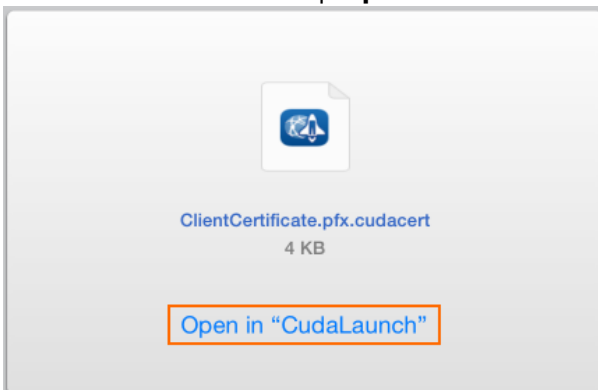 ClientCertificate.pfx.cudacert
4 KB
Open in “CudaLaunch”